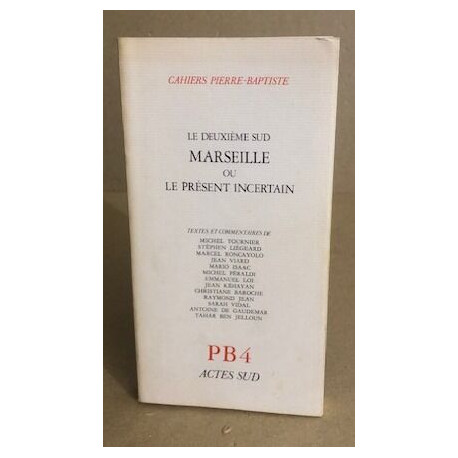 CAHIERS PIERRE-BAPTISTE
LE DEUXIÈME SUD
MARSEILLE
OU
LE PRÉSENT INCERTAIN
TEXTES ET COMMENTAIRES DE
MICHEL TOURNIER
STÉPHEN LIÉGEARD
MARCEL RONCAYOLO
JEAN VIARD
MARIO ISAAC
MICHEL PÉRALDI
EMMANUEL LOI
JEAN KÉHAYAN
CHRISTIANE BAROCHE
RAYMOND JEAN
SARAH VIDAL
ANTOINE DE GAUDEMAR
TAHAR BEN JELLOUN
PB4
ACTES SUD